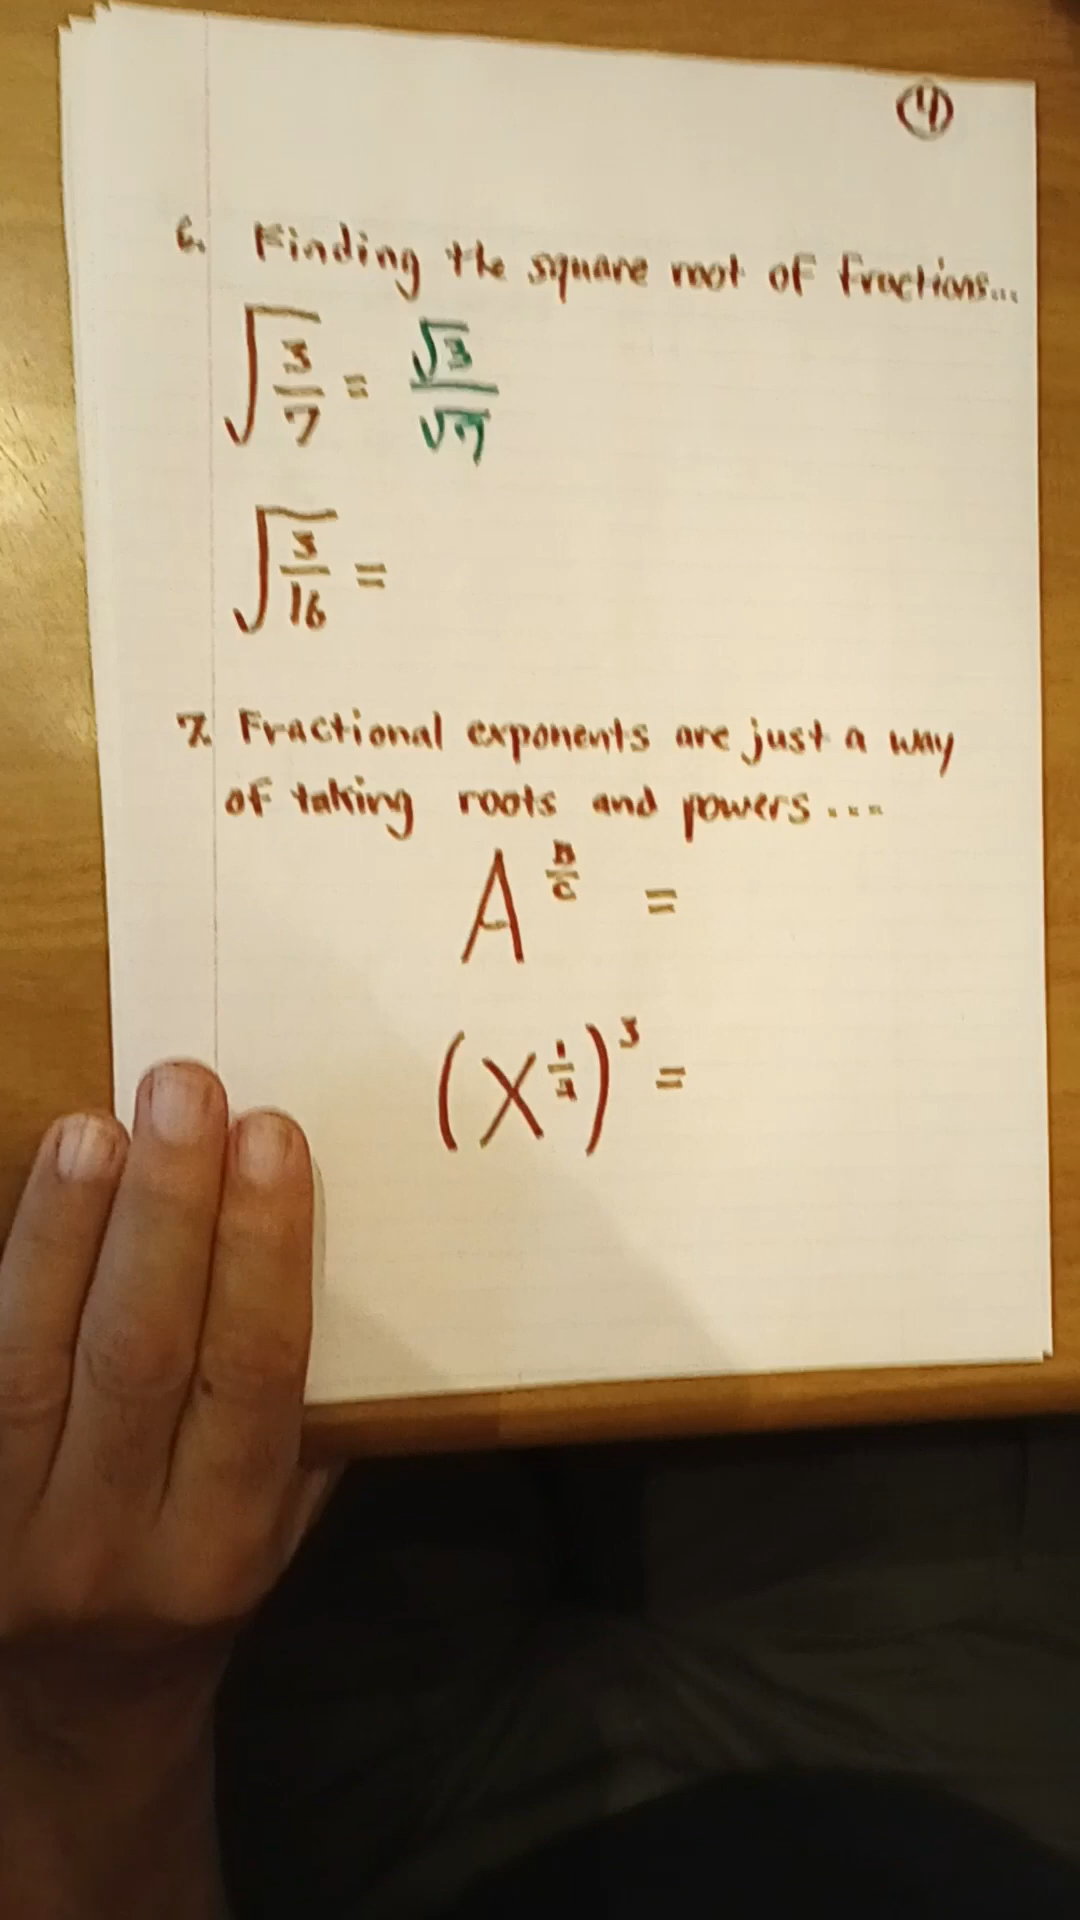 4
6. Finding the square root of fractions...
√(3/7) = √3/√7
√(3/16) =
7. Fractional exponents are just a way
of taking roots and powers...
A^(B/C) =
(X^(1/2))^3 =